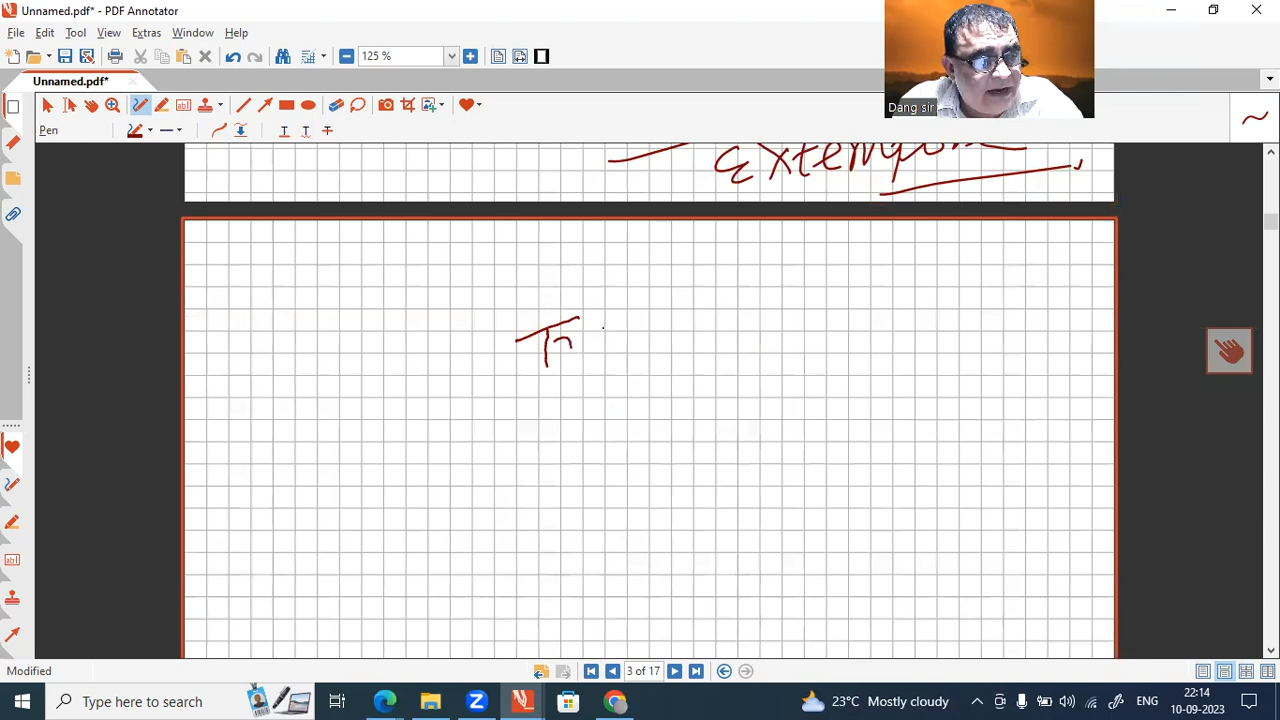 Unnamed.pdf* - PDF Annotator
File Edit Tool View Extras Window Help
125 %
Unnamed.pdf*
Dang sir
Pen
Tr
Modified
3 of 17
Type here to search
23°C Mostly cloudy
ENG
22:14
10-09-2023